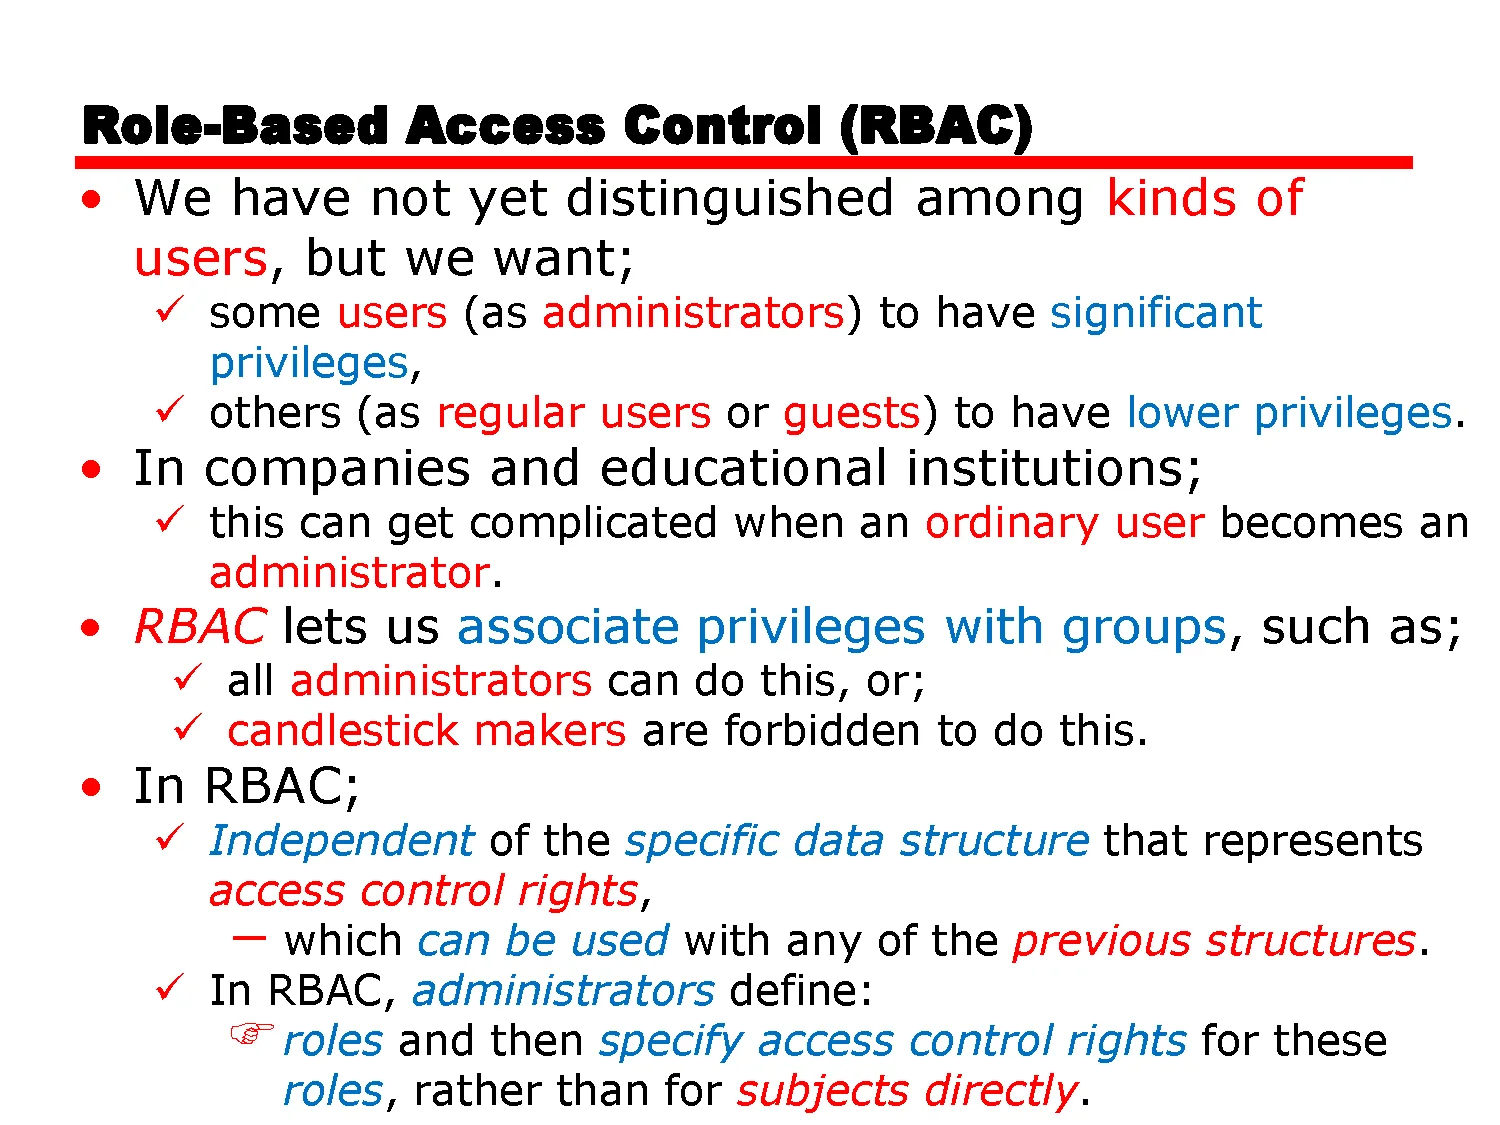 Role-Based Access Control (RBAC)
• We have not yet distinguished among kinds of
users, but we want;
✓ some users (as administrators) to have significant
privileges,
✓ others (as regular users or guests) to have lower privileges.
• In companies and educational institutions;
✓ this can get complicated when an ordinary user becomes an
administrator.
• RBAC lets us associate privileges with groups, such as;
✓ all administrators can do this, or;
✓ candlestick makers are forbidden to do this.
• In RBAC;
✓ Independent of the specific data structure that represents
access control rights,
– which can be used with any of the previous structures.
✓ In RBAC, administrators define:
☞ roles and then specify access control rights for these
roles, rather than for subjects directly.